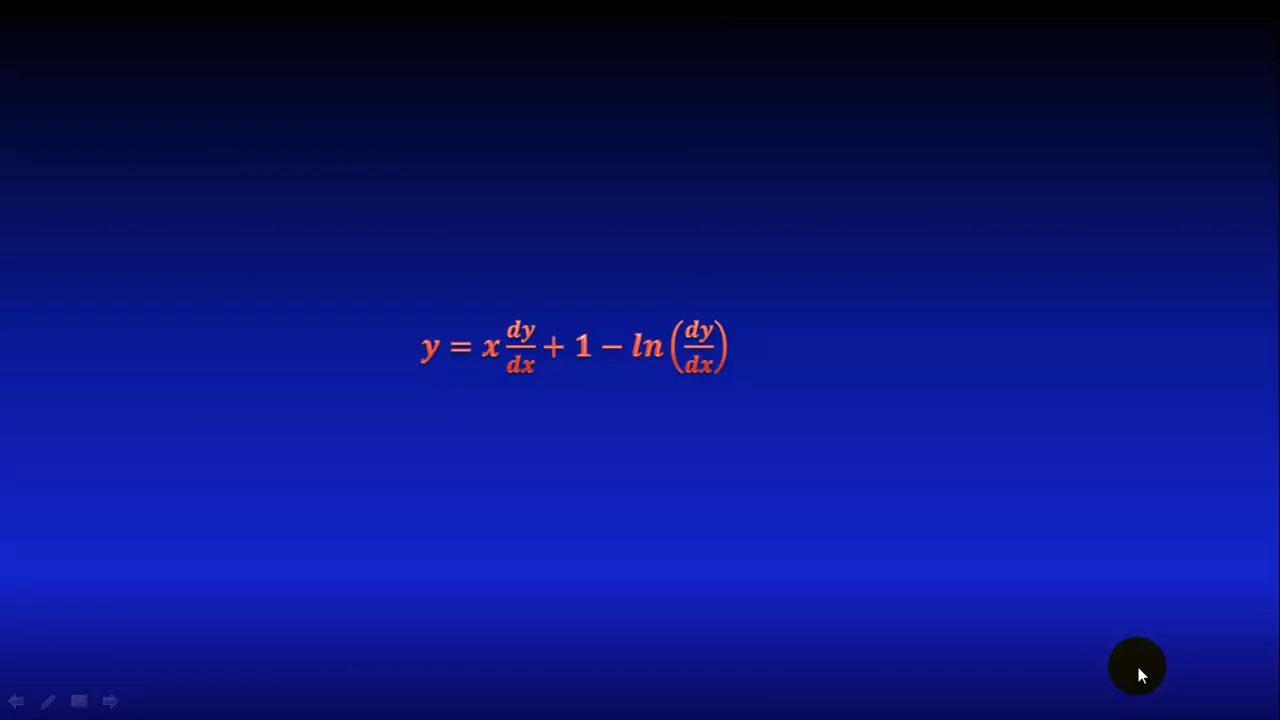 y = x dy/dx + 1 − ln(dy/dx)